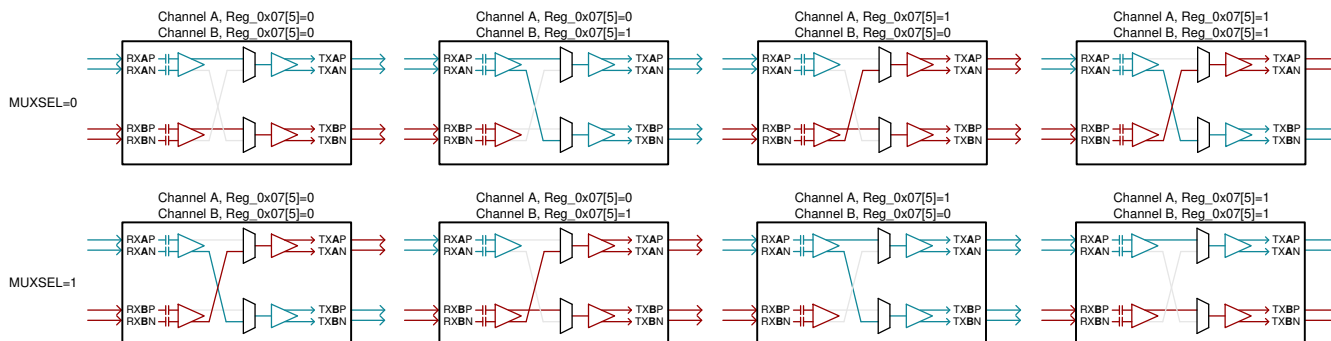 Channel A, Reg_0x07[5]=0
Channel B, Reg_0x07[5]=0
Channel A, Reg_0x07[5]=0
Channel B, Reg_0x07[5]=1
Channel A, Reg_0x07[5]=1
Channel B, Reg_0x07[5]=0
Channel A, Reg_0x07[5]=1
Channel B, Reg_0x07[5]=1
MUXSEL=0
RXAP
RXAN
TXAP
TXAN
RXBP
RXBN
TXBP
TXBN
RXAP
RXAN
TXAP
TXAN
RXBP
RXBN
TXBP
TXBN
RXAP
RXAN
TXAP
TXAN
RXBP
RXBN
TXBP
TXBN
RXAP
RXAN
TXAP
TXAN
RXBP
RXBN
TXBP
TXBN
Channel A, Reg_0x07[5]=0
Channel B, Reg_0x07[5]=0
Channel A, Reg_0x07[5]=0
Channel B, Reg_0x07[5]=1
Channel A, Reg_0x07[5]=1
Channel B, Reg_0x07[5]=0
Channel A, Reg_0x07[5]=1
Channel B, Reg_0x07[5]=1
MUXSEL=1
RXAP
RXAN
TXAP
TXAN
RXBP
RXBN
TXBP
TXBN
RXAP
RXAN
TXAP
TXAN
RXBP
RXBN
TXBP
TXBN
RXAP
RXAN
TXAP
TXAN
RXBP
RXBN
TXBP
TXBN
RXAP
RXAN
TXAP
TXAN
RXBP
RXBN
TXBP
TXBN